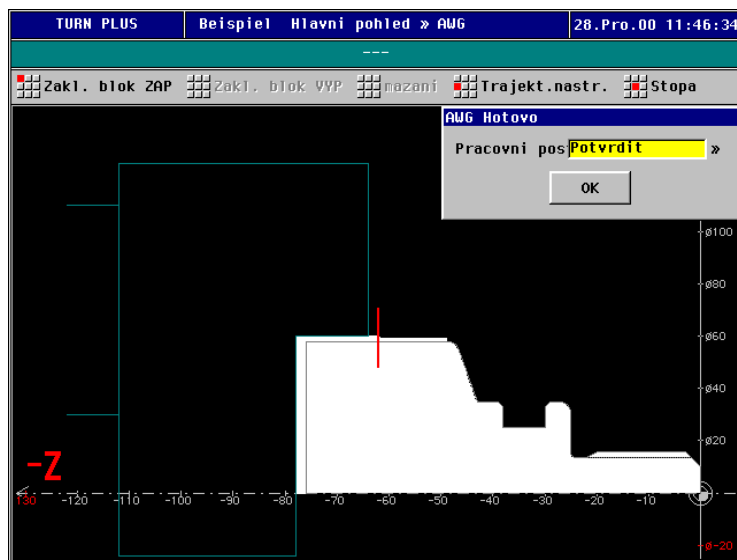 TURN PLUS Beispiel Hlavni pohled » AWG 28.Pro.00 11:46:34
---
Zakl. blok ZAP Zakl. blok VYP mazani Trajekt.nastr. Stopa
AWG Hotovo
Pracovni pos Potvrdit »
OK
ø100
ø80
ø60
ø40
ø20
-Z
130 -120 -110 -100 -90 -80 -70 -60 -50 -40 -30 -20 -10
ø-20